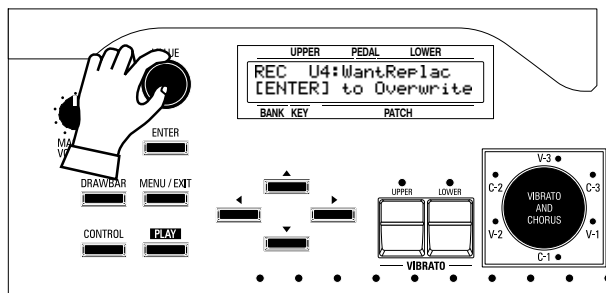 UPPER PEDAL LOWER
REC U4:WantReplac
[ENTER] to Overwrite
BANK KEY PATCH
ENTER
DRAWBAR MENU / EXIT
CONTROL PLAY
UPPER LOWER
VIBRATO
V-3
C-2 C-3
VIBRATO
AND
CHORUS
V-2 V-1
C-1